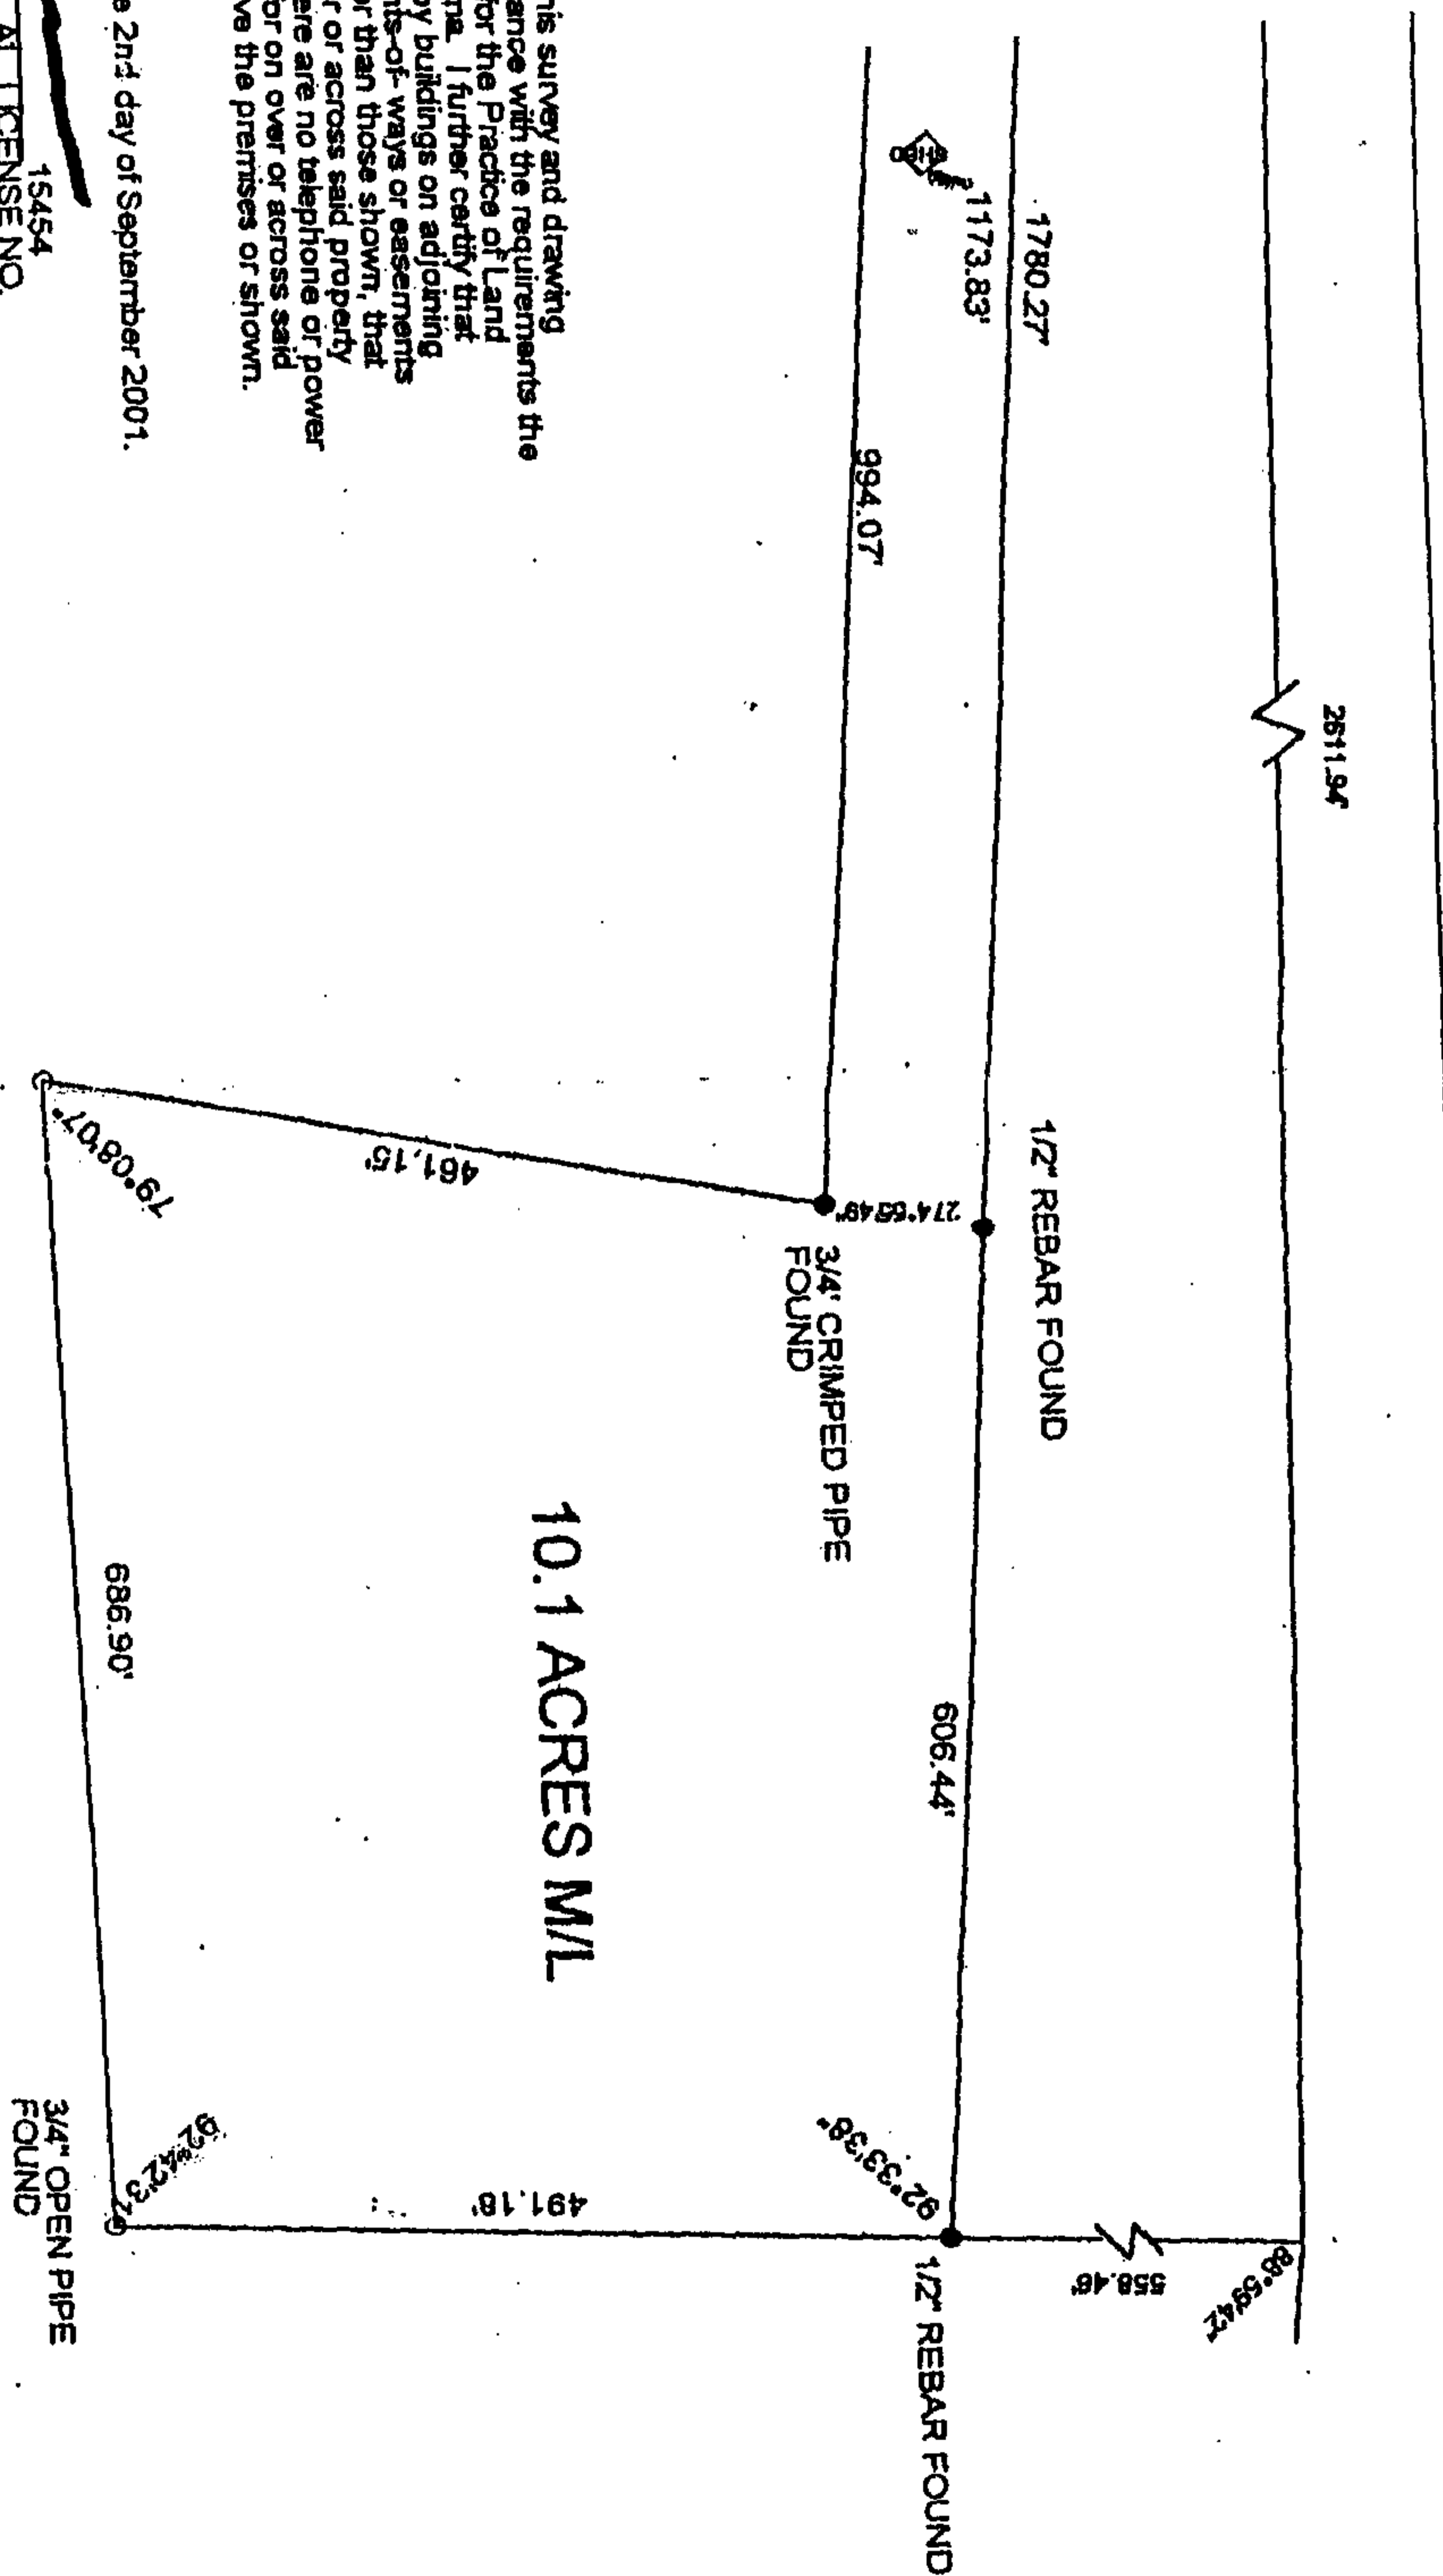 2611.94'
1780.27'
1173.83'
994.07'
1/2" REBAR FOUND
274°55'49"
3/4' CRIMPED PIPE
FOUND
461.15'
79°08'07"
606.44'
10.1 ACRES M/L
686.90'
88°59'42"
558.46'
1/2" REBAR FOUND
92°33'38"
491.18'
92°42'3
3/4" OPEN PIPE
FOUND
his survey and drawing
ance with the requirements the
for the Practice of Land
ma. I further certify that
by buildings on adjoining
nts-of-ways or easements
r than those shown, that
r or across said property
ere are no telephone or power
or on over or across said
ve the premises or shown.
e 2nd day of September 2001.
15454
AL LICENSE NO.